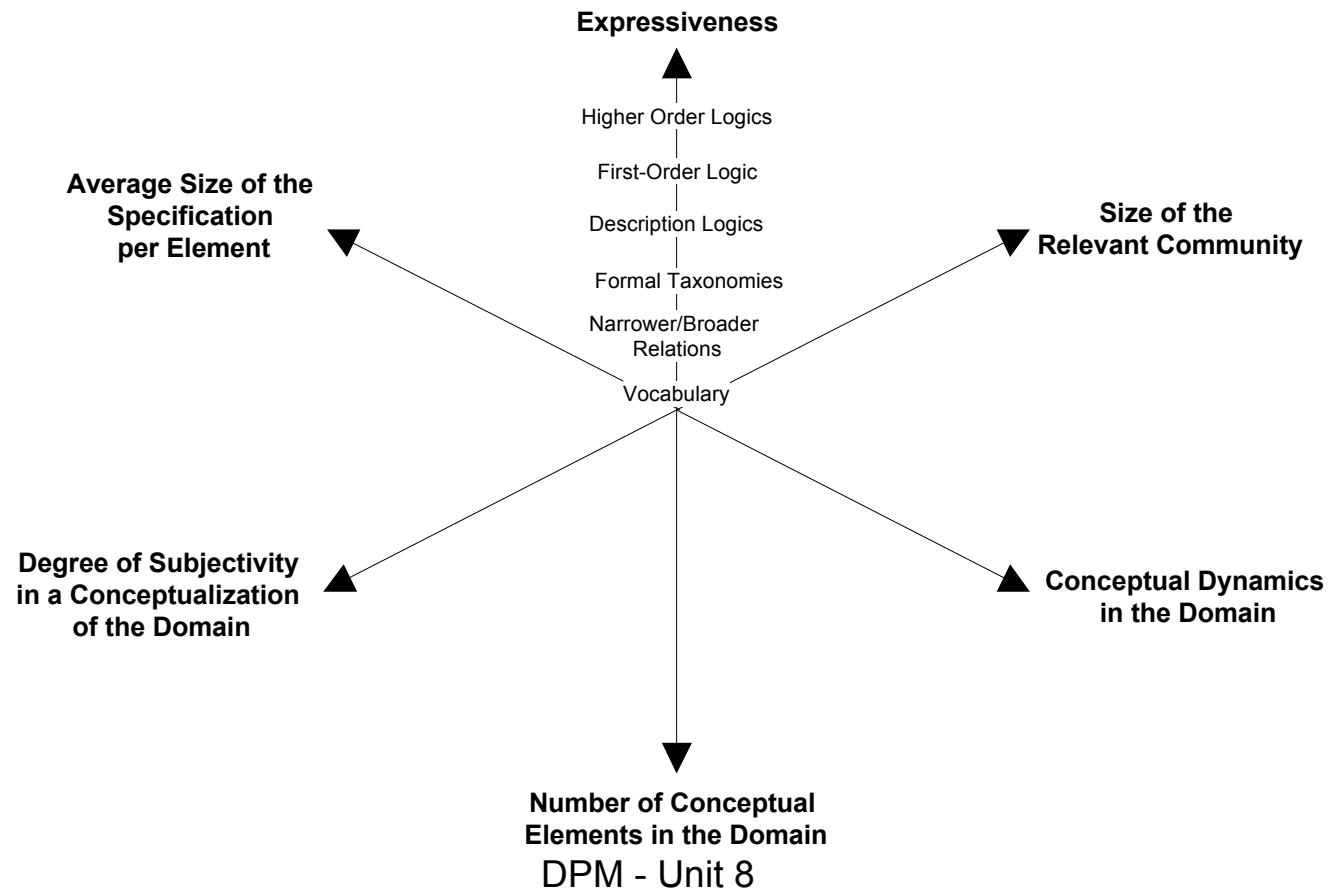 Expressiveness
Higher Order Logics
First-Order Logic
Description Logics
Formal Taxonomies
Narrower/Broader
Relations
Vocabulary
Average Size of the
Specification
per Element
Size of the
Relevant Community
Degree of Subjectivity
in a Conceptualization
of the Domain
Conceptual Dynamics
in the Domain
Number of Conceptual
Elements in the Domain
DPM - Unit 8